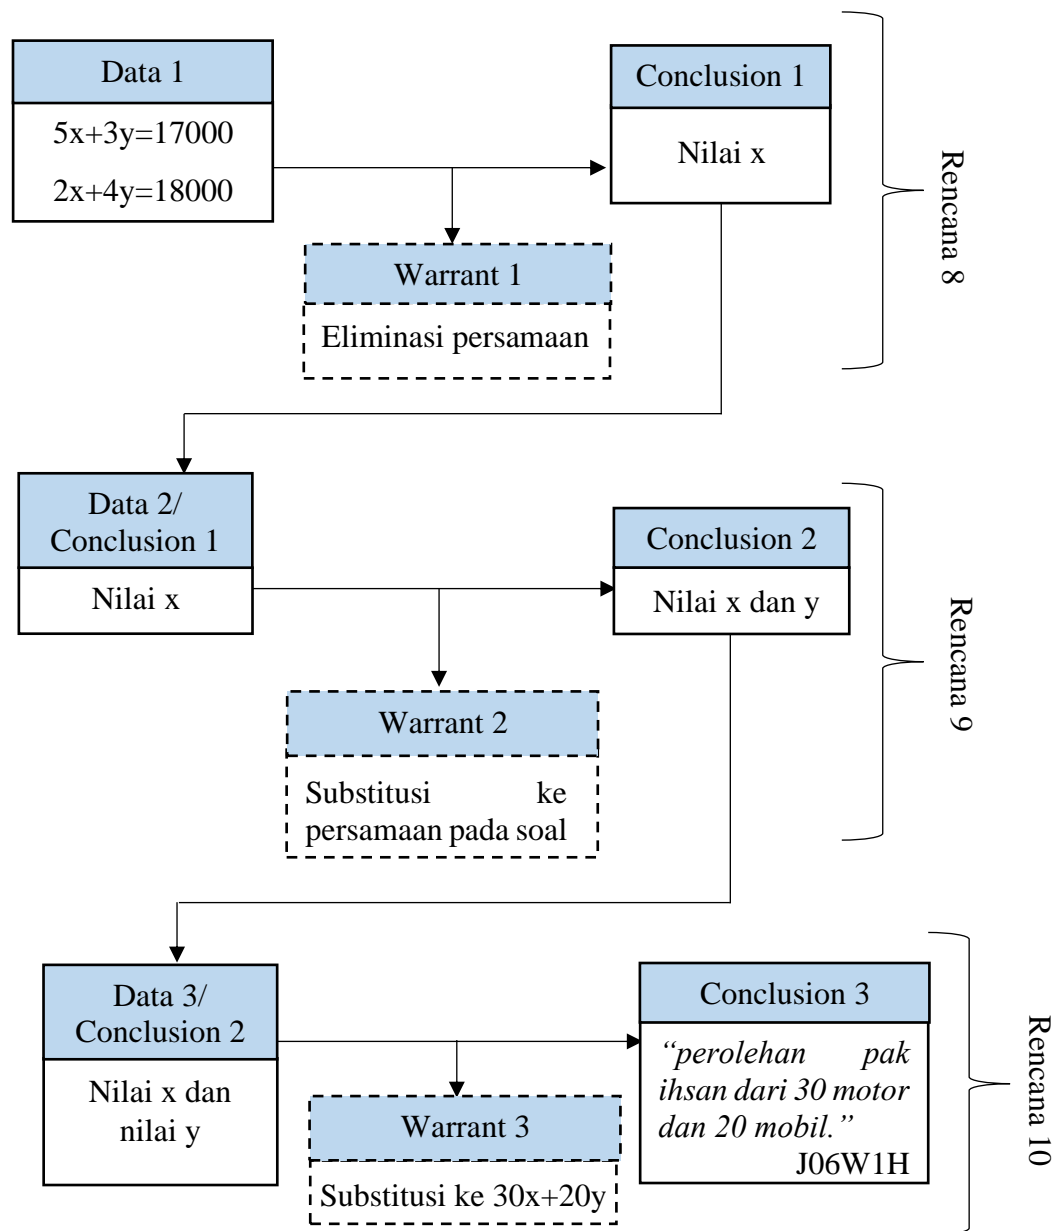 Data 1
5x+3y=17000
2x+4y=18000
Conclusion 1
Nilai x
Warrant 1
Eliminasi persamaan
Rencana 8
Data 2/
Conclusion 1
Nilai x
Conclusion 2
Nilai x dan y
Warrant 2
Substitusi ke
persamaan pada soal
Rencana 9
Data 3/
Conclusion 2
Nilai x dan
nilai y
Conclusion 3
“perolehan pak
ihsan dari 30 motor
dan 20 mobil.”
J06W1H
Warrant 3
Substitusi ke 30x+20y
Rencana 10